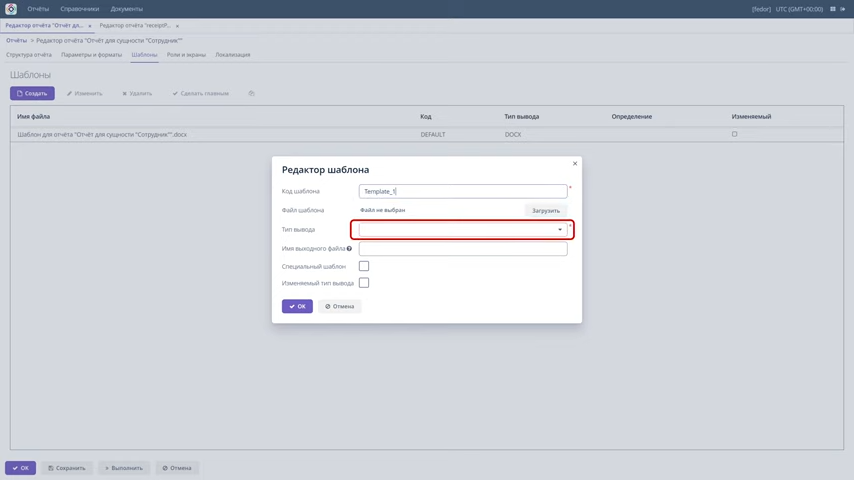 Отчёты Справочники Документы [fedor] UTC (GMT+00:00)
Редактор отчёта "Отчёт дл... × Редактор отчёта "receiptP... ×
Отчёты > Редактор отчёта "Отчёт для сущности "Сотрудник""
Структура отчёта Параметры и форматы Шаблоны Роли и экраны Локализация
Шаблоны
Создать Изменить Удалить Сделать главным
Имя файла Код Тип вывода Определение Изменяемый
Шаблон для отчёта "Отчёт для сущности "Сотрудник"".docx DEFAULT DOCX
Редактор шаблона
Код шаблона Template_1 *
Файл шаблона Файл не выбран Загрузить
Тип вывода *
Имя выходного файла
Специальный шаблон
Изменяемый тип вывода
OK Отмена
OK Сохранить Выполнить Отмена